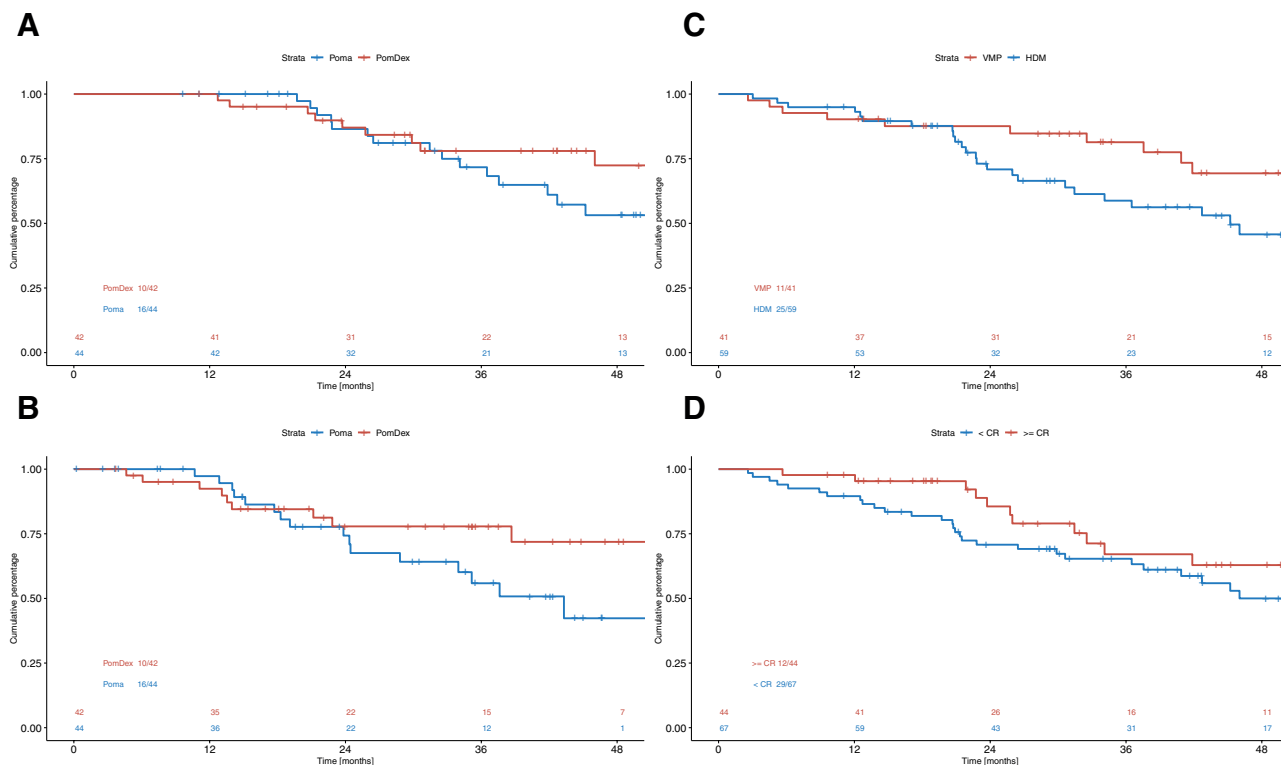 A
Strata Poma PomDex
Cumulative percentage
1.00
0.75
0.50
0.25
0.00
PomDex 10/42
Poma 16/44
42 41 31 22 13
44 42 32 21 13
0 12 24 36 48
Time [months]
C
Strata VMP HDM
Cumulative percentage
1.00
0.75
0.50
0.25
0.00
VMP 11/41
HDM 25/59
41 37 31 21 15
59 53 32 23 12
0 12 24 36 48
Time [months]
B
Strata Poma PomDex
Cumulative percentage
1.00
0.75
0.50
0.25
0.00
PomDex 10/42
Poma 16/44
42 35 22 15 7
44 36 22 12 1
0 12 24 36 48
Time [months]
D
Strata < CR >= CR
Cumulative percentage
1.00
0.75
0.50
0.25
0.00
>= CR 12/44
< CR 29/67
44 41 26 16 11
67 59 43 31 17
0 12 24 36 48
Time [months]